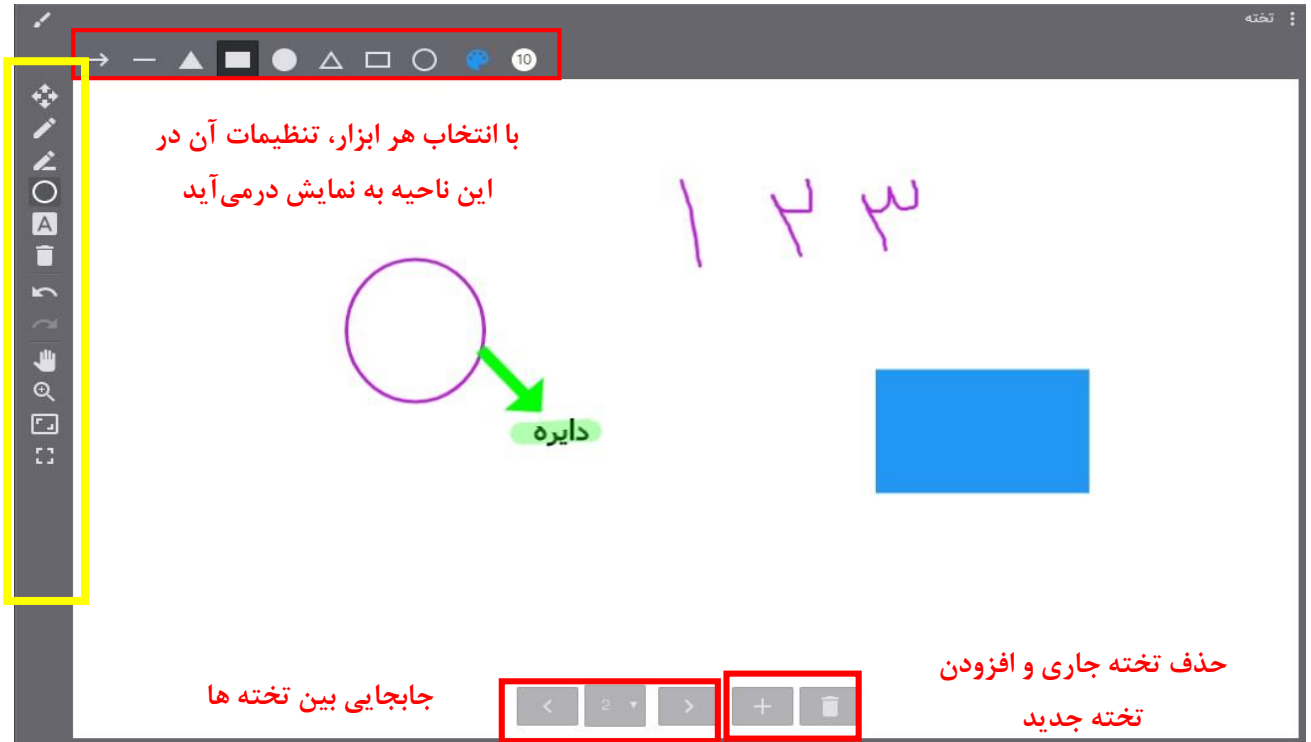 تخته
10
با انتخاب هر ابزار، تنظیمات آن در
این ناحیه به نمایش درمی‌آید
۱ ۲ ۳
A
دایره
حذف تخته جاری و افزودن
تخته جدید
جابجایی بین تخته ها
2